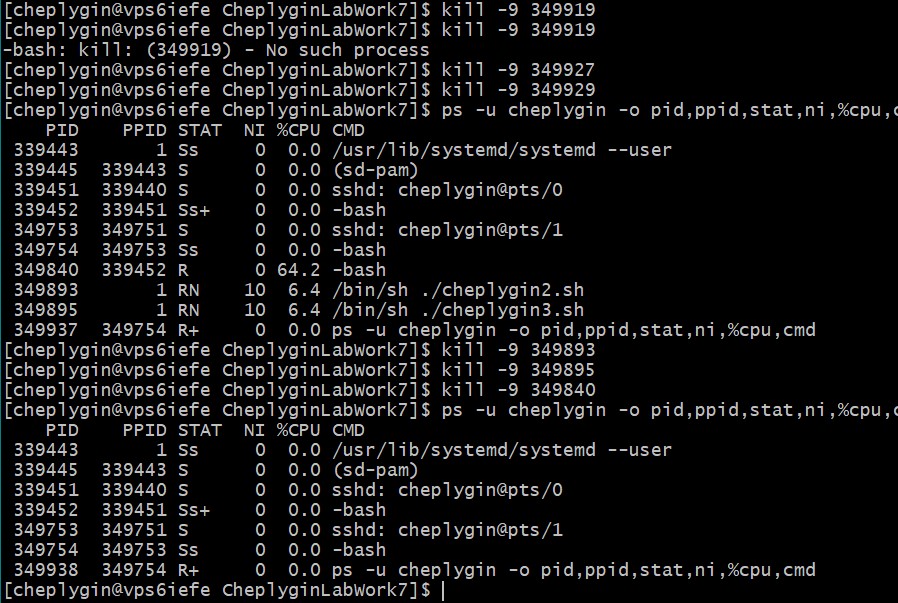 [cheplygin@vps6iefe CheplyginLabWork7]$ kill -9 349919
[cheplygin@vps6iefe CheplyginLabWork7]$ kill -9 349919
-bash: kill: (349919) - No such process
[cheplygin@vps6iefe CheplyginLabWork7]$ kill -9 349927
[cheplygin@vps6iefe CheplyginLabWork7]$ kill -9 349929
[cheplygin@vps6iefe CheplyginLabWork7]$ ps -u cheplygin -o pid,ppid,stat,ni,%cpu,c
    PID    PPID STAT  NI %CPU CMD
 339443       1 Ss     0  0.0 /usr/lib/systemd/systemd --user
 339445  339443 S      0  0.0 (sd-pam)
 339451  339440 S      0  0.0 sshd: cheplygin@pts/0
 339452  339451 Ss+    0  0.0 -bash
 349753  349751 S      0  0.0 sshd: cheplygin@pts/1
 349754  349753 Ss     0  0.0 -bash
 349840  339452 R      0 64.2 -bash
 349893       1 RN    10  6.4 /bin/sh ./cheplygin2.sh
 349895       1 RN    10  6.4 /bin/sh ./cheplygin3.sh
 349937  349754 R+     0  0.0 ps -u cheplygin -o pid,ppid,stat,ni,%cpu,cmd
[cheplygin@vps6iefe CheplyginLabWork7]$ kill -9 349893
[cheplygin@vps6iefe CheplyginLabWork7]$ kill -9 349895
[cheplygin@vps6iefe CheplyginLabWork7]$ kill -9 349840
[cheplygin@vps6iefe CheplyginLabWork7]$ ps -u cheplygin -o pid,ppid,stat,ni,%cpu,c
    PID    PPID STAT  NI %CPU CMD
 339443       1 Ss     0  0.0 /usr/lib/systemd/systemd --user
 339445  339443 S      0  0.0 (sd-pam)
 339451  339440 S      0  0.0 sshd: cheplygin@pts/0
 339452  339451 Ss+    0  0.0 -bash
 349753  349751 S      0  0.0 sshd: cheplygin@pts/1
 349754  349753 Ss     0  0.0 -bash
 349938  349754 R+     0  0.0 ps -u cheplygin -o pid,ppid,stat,ni,%cpu,cmd
[cheplygin@vps6iefe CheplyginLabWork7]$